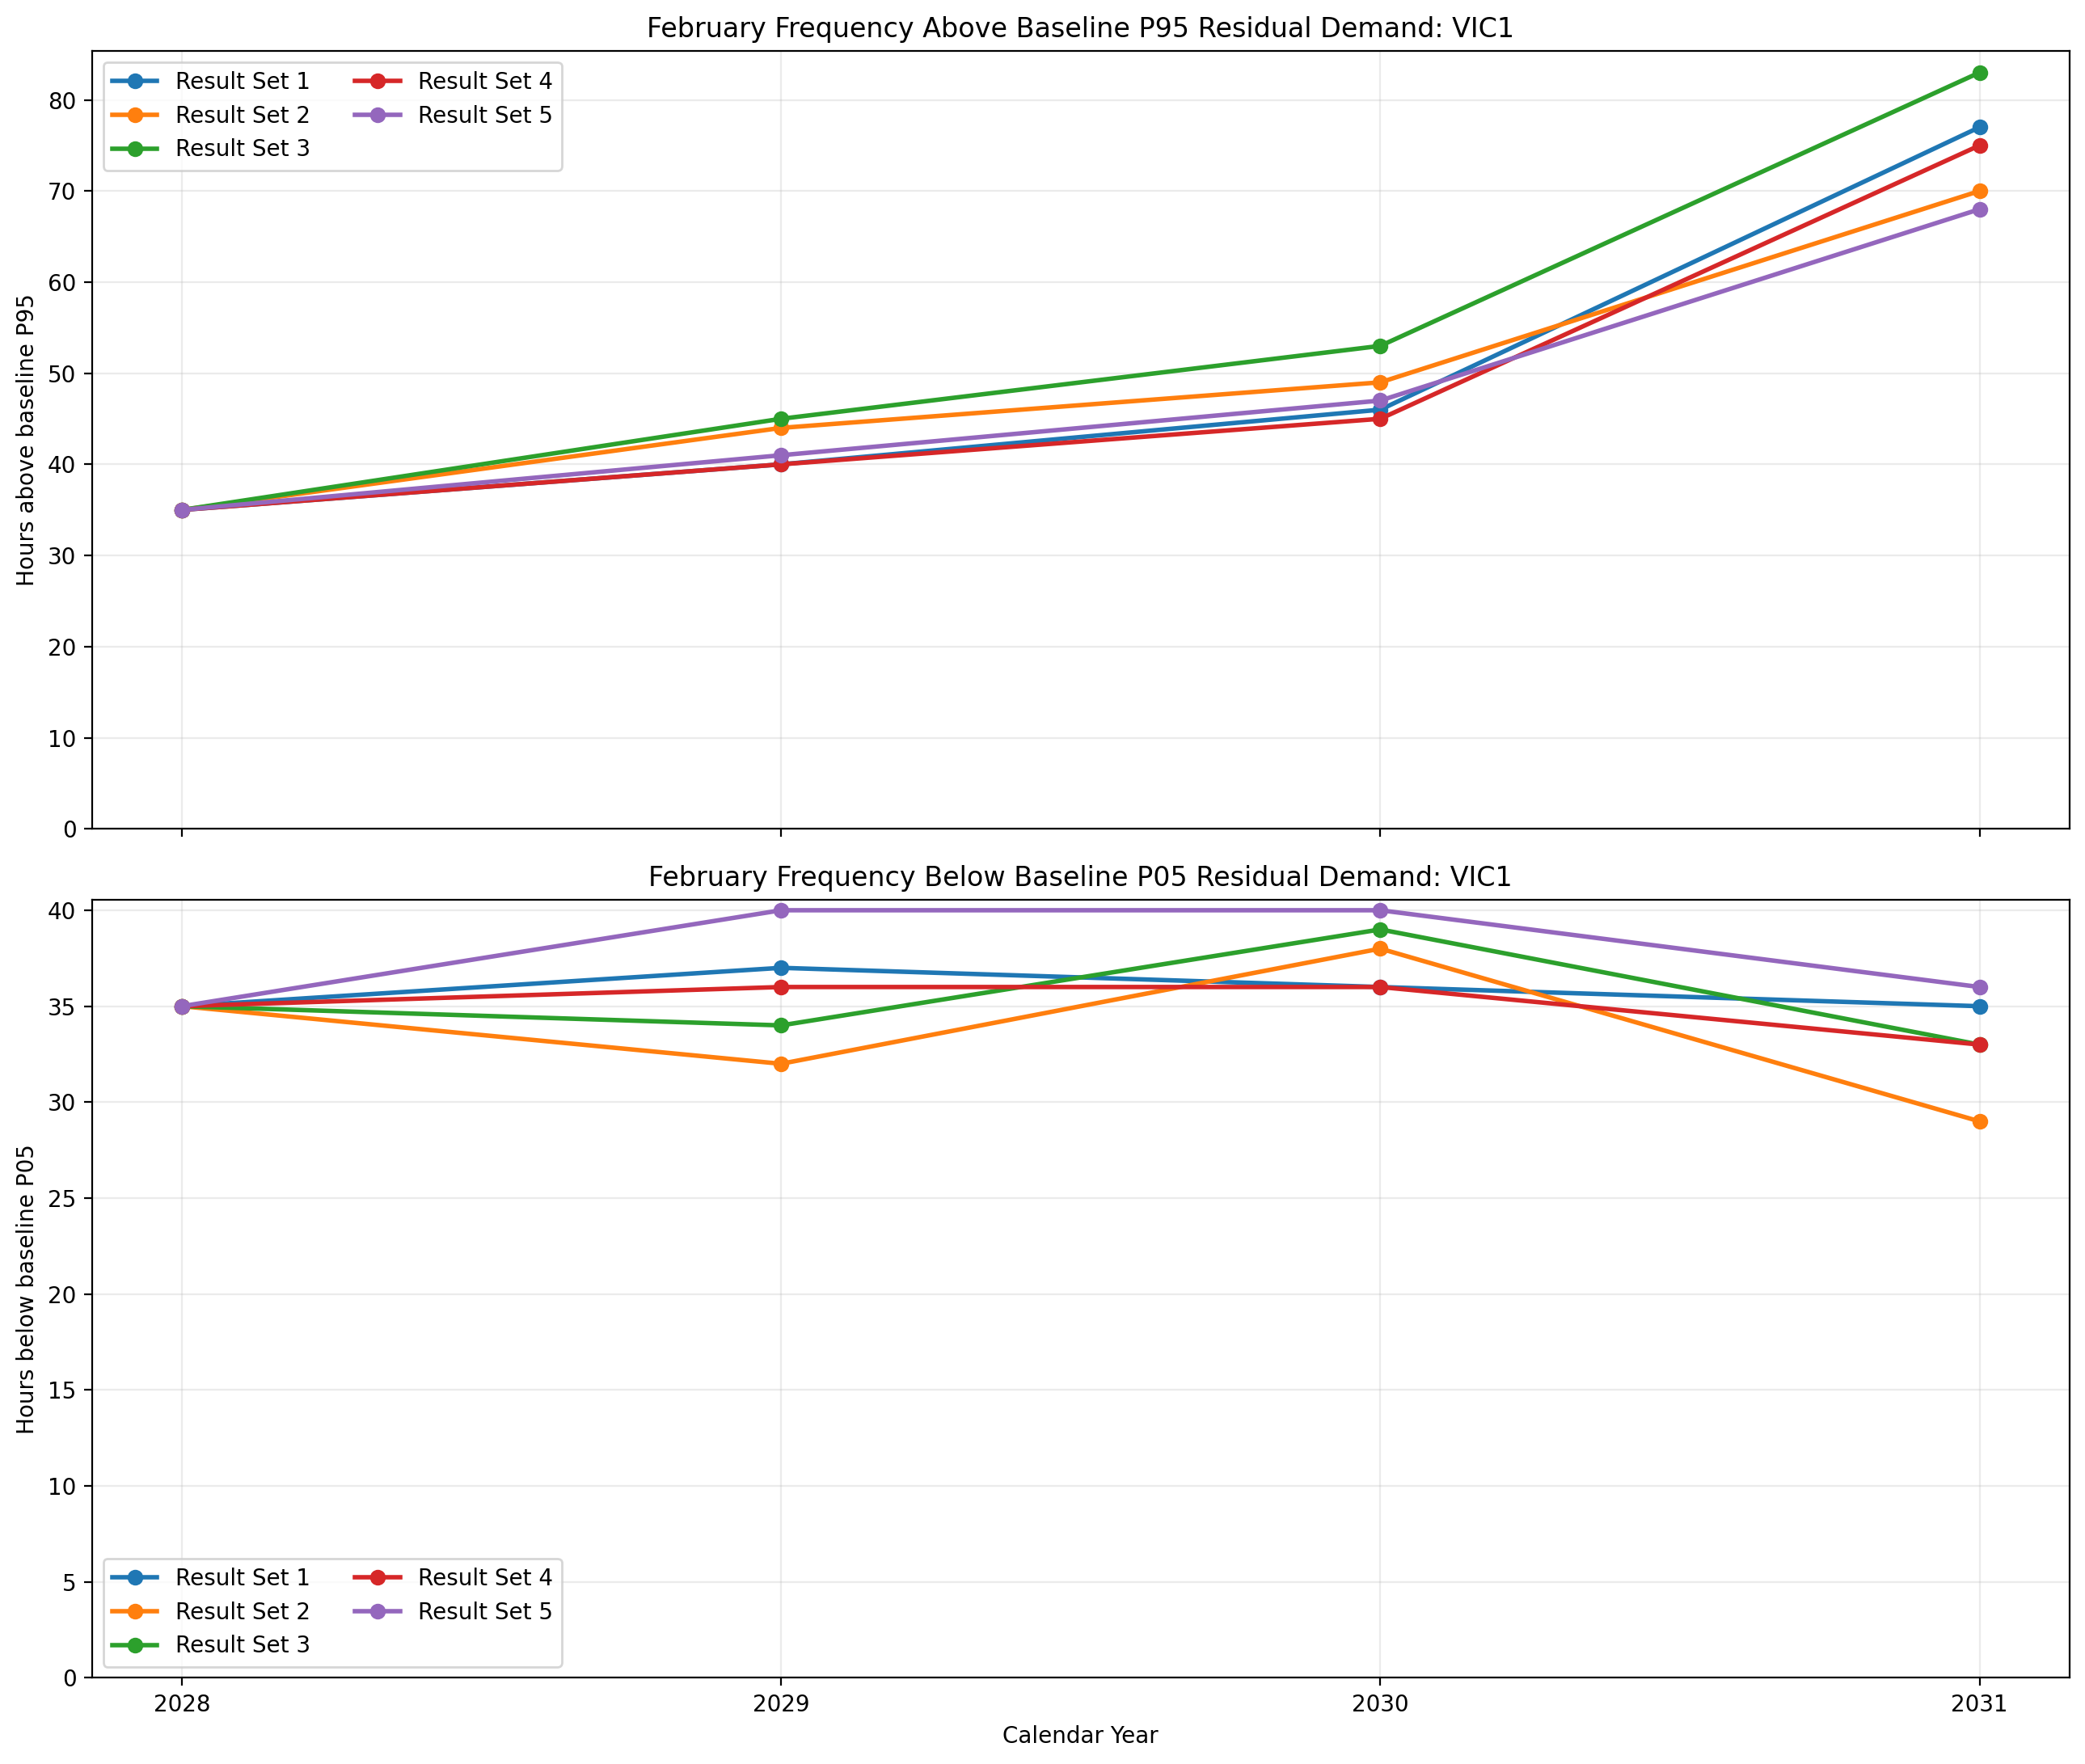 February Frequency Above Baseline P95 Residual Demand: VIC1
Hours above baseline P95
80
70
60
50
40
30
20
10
0
Result Set 1
Result Set 2
Result Set 3
Result Set 4
Result Set 5
February Frequency Below Baseline P05 Residual Demand: VIC1
Hours below baseline P05
40
35
30
25
20
15
10
5
0
Result Set 1
Result Set 2
Result Set 3
Result Set 4
Result Set 5
2028
2029
2030
2031
Calendar Year